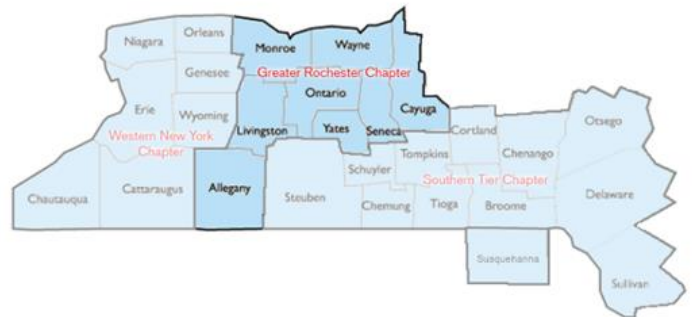 Niagara
Orleans
Monroe
Wayne
Genesee
Greater Rochester Chapter
Ontario
Erie
Wyoming
Cayuga
Western New York
Chapter
Livingston
Yates
Seneca
Cortland
Otsego
Tompkins
Chenango
Schuyler
Southern Tier Chapter
Chautauqua
Cattaraugus
Allegany
Steuben
Chemung
Tioga
Broome
Delaware
Susquehanna
Sullivan